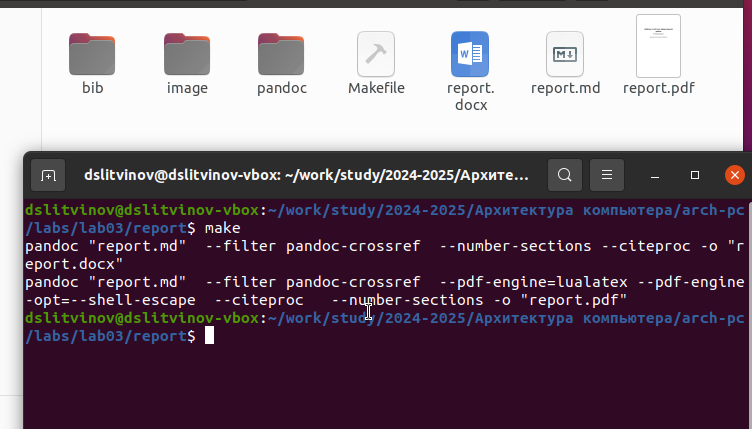 bib
image
pandoc
Makefile
report.
docx
report.md
report.pdf
dslitvinov@dslitvinov-vbox: ~/work/study/2024-2025/Архите...
dslitvinov@dslitvinov-vbox:~/work/study/2024-2025/Архитектура компьютера/arch-pc
/labs/lab03/report$ make
pandoc "report.md"  --filter pandoc-crossref  --number-sections --citeproc -o "r
eport.docx"
pandoc "report.md"  --filter pandoc-crossref  --pdf-engine=lualatex --pdf-engine
-opt=--shell-escape  --citeproc   --number-sections -o "report.pdf"
dslitvinov@dslitvinov-vbox:~/work/study/2024-2025/Архитектура компьютера/arch-pc
/labs/lab03/report$